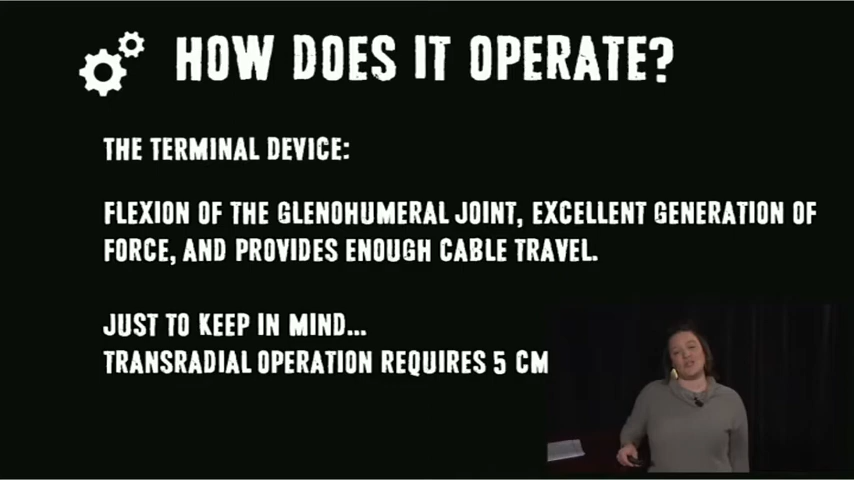 HOW DOES IT OPERATE?
THE TERMINAL DEVICE:
FLEXION OF THE GLENOHUMERAL JOINT, EXCELLENT GENERATION OF
FORCE, AND PROVIDES ENOUGH CABLE TRAVEL.
JUST TO KEEP IN MIND...
TRANSRADIAL OPERATION REQUIRES 5 CM